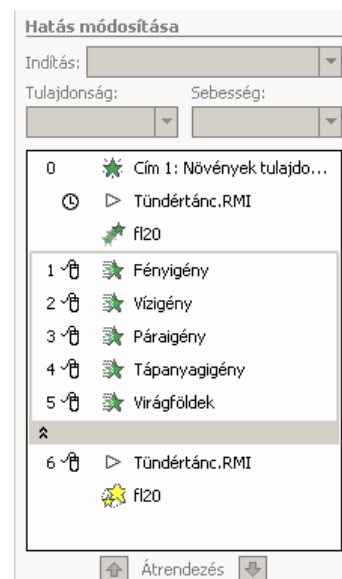 Hatás módosítása
Indítás:
Tulajdonság: Sebesség:
0 Cím 1: Növények tulajdo...
Tündértánc.RMI
fl20
1 Fényigény
2 Vízigény
3 Páraigény
4 Tápanyagigény
5 Virágföldek
6 Tündértánc.RMI
fl20
Átrendezés